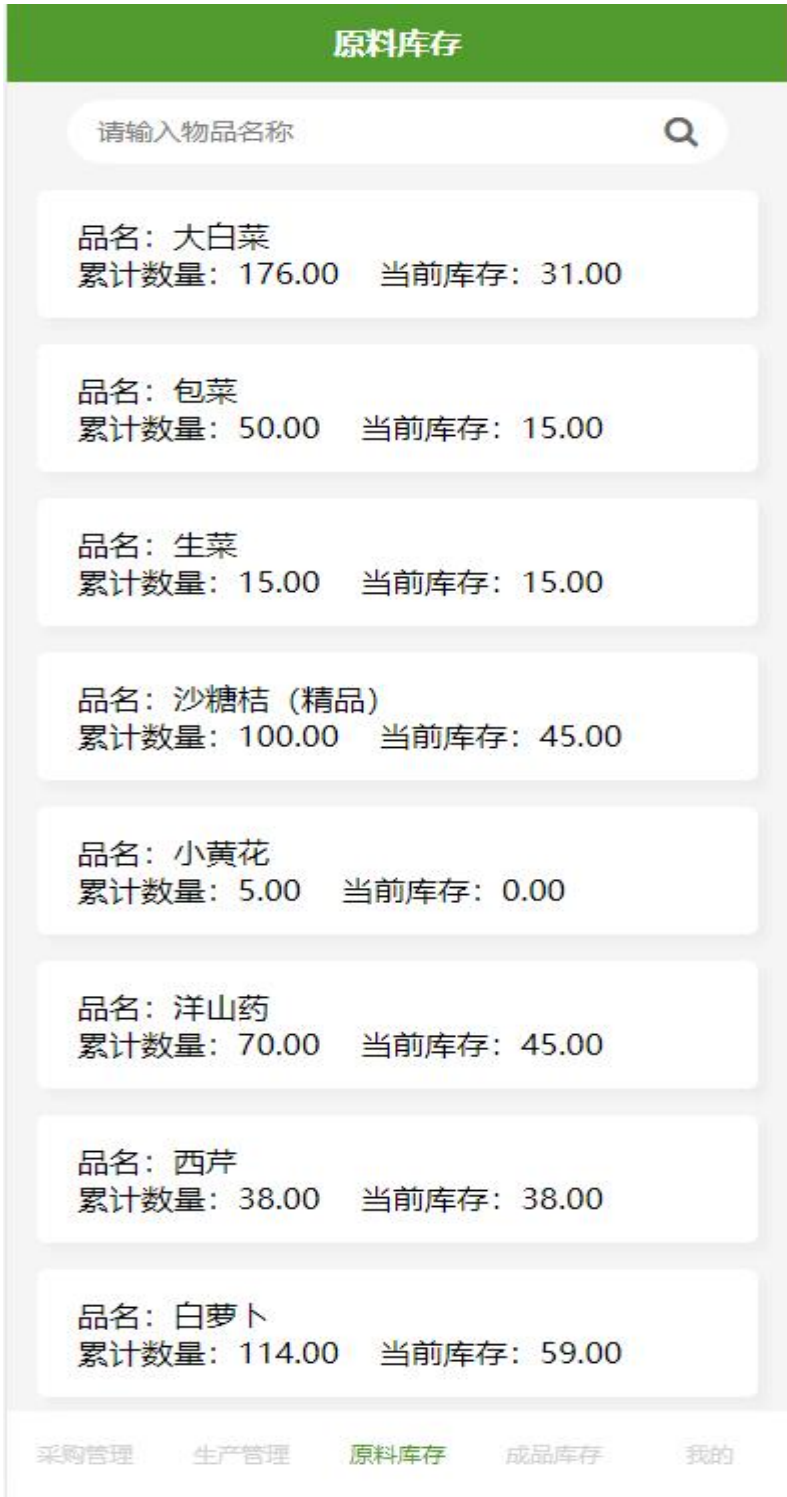 原料库存
请输入物品名称
品名：大白菜
累计数量：176.00 当前库存：31.00
品名：包菜
累计数量：50.00 当前库存：15.00
品名：生菜
累计数量：15.00 当前库存：15.00
品名：沙糖桔（精品）
累计数量：100.00 当前库存：45.00
品名：小黄花
累计数量：5.00 当前库存：0.00
品名：洋山药
累计数量：70.00 当前库存：45.00
品名：西芹
累计数量：38.00 当前库存：38.00
品名：白萝卜
累计数量：114.00 当前库存：59.00
采购管理 生产管理 原料库存 成品库存 我的